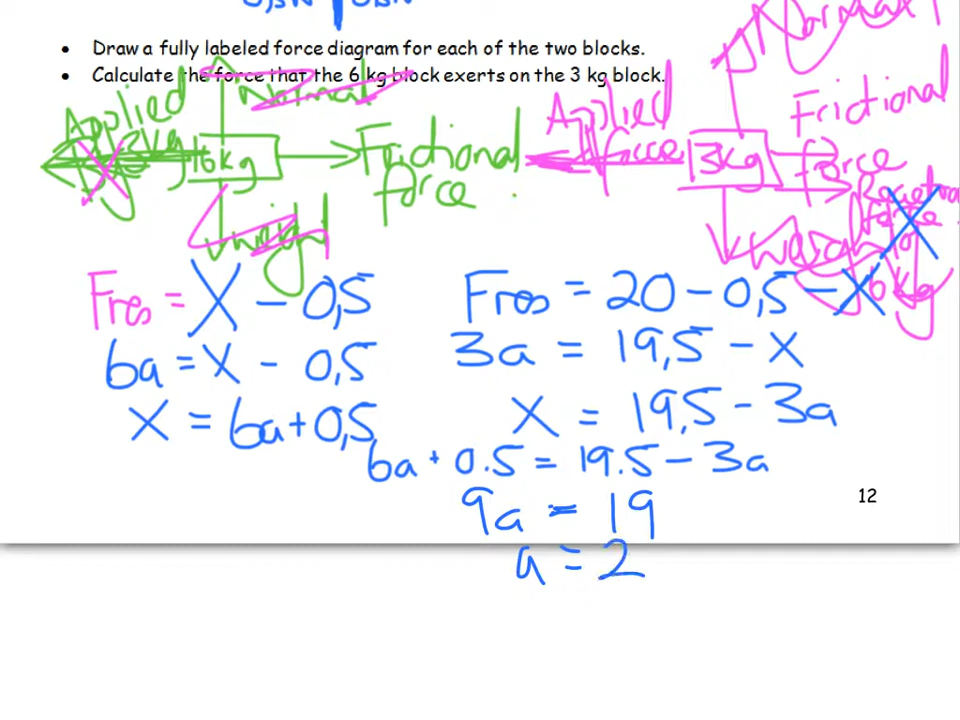 • Draw a fully labeled force diagram for each of the two blocks.
• Calculate the force that the 6 kg block exerts on the 3 kg block.
Applied
Normal
6kg
Frictional
force
weight
Applied
force
3kg
Normal
Frictional
force
6kg
Fres = X - 0,5
6a = X - 0,5
X = 6a + 0,5
Fres = 20 - 0,5 - X
3a = 19,5 - X
X = 19,5 - 3a
6a + 0.5 = 19.5 - 3a
9a = 19
a = 2
12